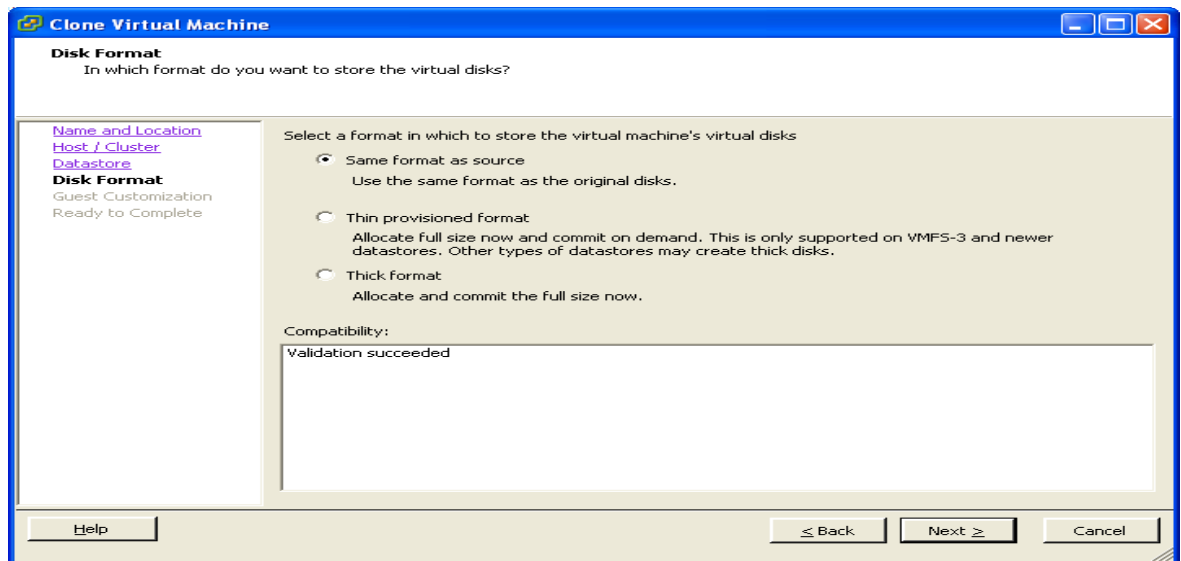 Clone Virtual Machine
Disk Format
In which format do you want to store the virtual disks?
Name and Location
Host / Cluster
Datastore
Disk Format
Guest Customization
Ready to Complete
Select a format in which to store the virtual machine's virtual disks
Same format as source
Use the same format as the original disks.
Thin provisioned format
Allocate full size now and commit on demand. This is only supported on VMFS-3 and newer
datastores. Other types of datastores may create thick disks.
Thick format
Allocate and commit the full size now.
Compatibility:
Validation succeeded
Help
≤ Back
Next ≥
Cancel